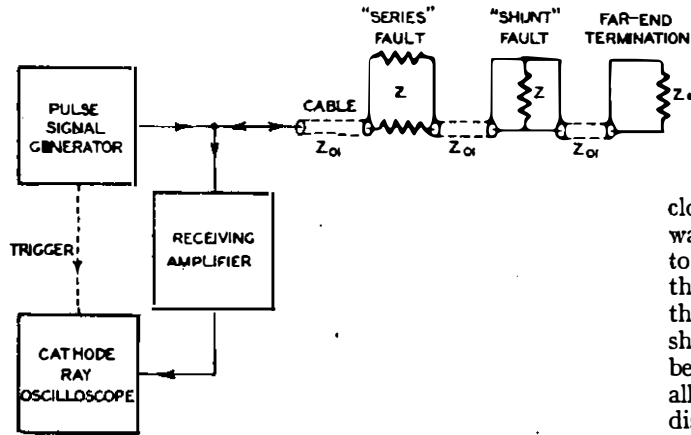 "SERIES"
FAULT
"SHUNT"
FAULT
FAR-END
TERMINATION
PULSE
SIGNAL
GENERATOR
CABLE
Z
Z
Z₀₁
Z₀₁
Z₀₁
TRIGGER
RECEIVING
AMPLIFIER
CATHODE
RAY
OSCILLOSCOPE
clo
wa
to
th
th
sh
be
all
dis